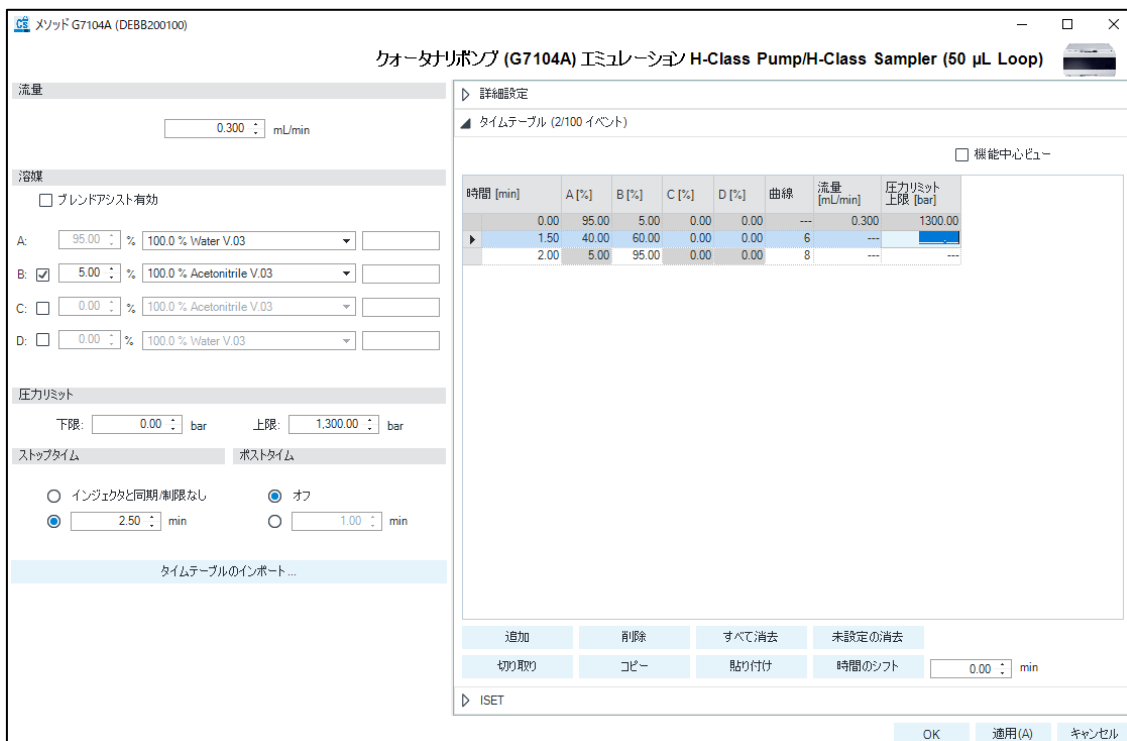 CS メソッド G7104A (DEBB200100)
クォータナリポンプ (G7104A) エミュレーション H-Class Pump/H-Class Sampler (50 µL Loop)
流量
0.300 mL/min
溶媒
ブレンドアシスト有効
A: 95.00 % 100.0 % Water V.03
B: 5.00 % 100.0 % Acetonitrile V.03
C: 0.00 % 100.0 % Acetonitrile V.03
D: 0.00 % 100.0 % Water V.03
圧力リミット
下限: 0.00 bar 上限: 1,300.00 bar
ストップタイム ポストタイム
インジェクタと同期/制限なし オフ
2.50 min 1.00 min
タイムテーブルのインポート...
詳細設定
タイムテーブル (2/100 イベント)
機能中心ビュー
時間 [min] A [%] B [%] C [%] D [%] 曲線 流量 [mL/min] 圧力リミット 上限 [bar]
0.00 95.00 5.00 0.00 0.00 --- 0.300 1300.00
1.50 40.00 60.00 0.00 0.00 6 ---
2.00 5.00 95.00 0.00 0.00 8 --- ---
追加 削除 すべて消去 未設定の消去
切り取り コピー 貼り付け 時間のシフト 0.00 min
ISET
OK 適用(A) キャンセル